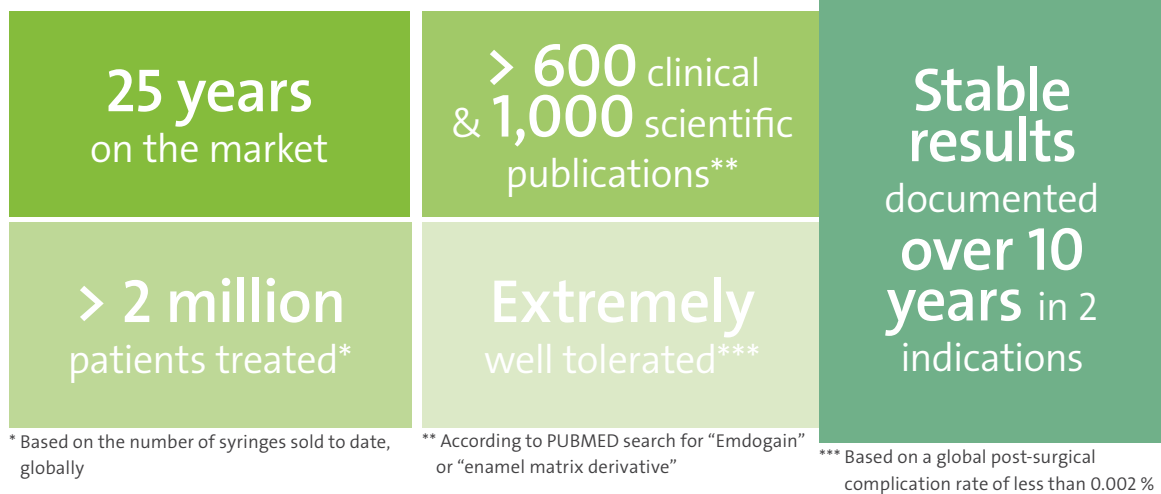 25 years
on the market
> 600 clinical
& 1,000 scientific
publications**
Stable
results
documented
over 10
years in 2
indications
> 2 million
patients treated*
Extremely
well tolerated***
* Based on the number of syringes sold to date,
globally
** According to PUBMED search for “Emdogain”
or “enamel matrix derivative”
*** Based on a global post-surgical
complication rate of less than 0.002 %